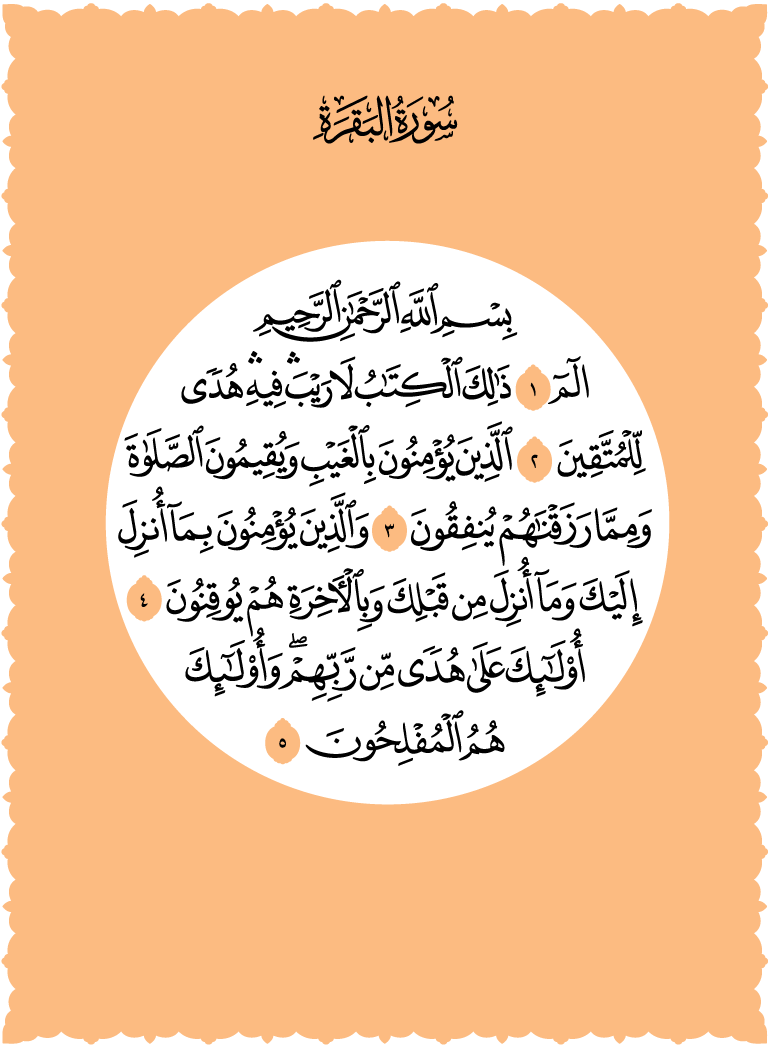 سُورَةُ البَقَرَةِ
بِسْمِ ٱللَّهِ ٱلرَّحْمَٰنِ ٱلرَّحِيمِ
الٓمٓ ١ ذَٰلِكَ ٱلْكِتَٰبُ لَا رَيْبَ ۛ فِيهِ ۛ هُدًى
لِّلْمُتَّقِينَ ٢ ٱلَّذِينَ يُؤْمِنُونَ بِٱلْغَيْبِ وَيُقِيمُونَ ٱلصَّلَوٰةَ
وَمِمَّا رَزَقْنَٰهُمْ يُنفِقُونَ ٣ وَٱلَّذِينَ يُؤْمِنُونَ بِمَآ أُنزِلَ
إِلَيْكَ وَمَآ أُنزِلَ مِن قَبْلِكَ وَبِٱلْأٓخِرَةِ هُمْ يُوقِنُونَ ٤
أُو۟لَٰٓئِكَ عَلَىٰ هُدًى مِّن رَّبِّهِمْ ۖ وَأُو۟لَٰٓئِكَ
هُمُ ٱلْمُفْلِحُونَ ٥